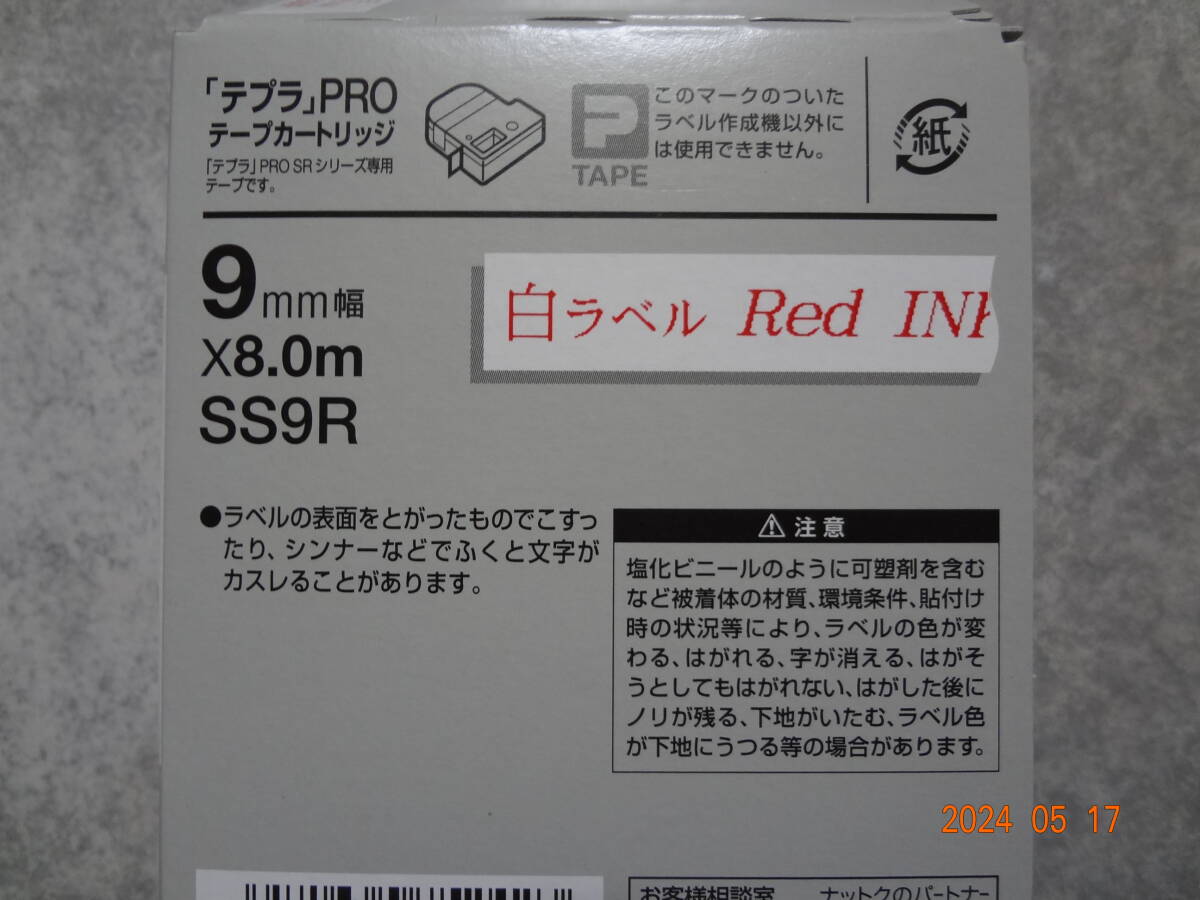 「テプラ」PRO
テープカートリッジ
「テプラ」PRO SRシリーズ専用
テープです。
TAPE
このマークのついた
ラベル作成機以外に
は使用できません。
紙
9mm幅
X8.0m
SS9R
白ラベル Red INK
●ラベルの表面をとがったものでこすっ
たり、シンナーなどでふくと文字が
カスレることがあります。
注意
塩化ビニールのように可塑剤を含む
など被着体の材質、環境条件、貼付け
時の状況等により、ラベルの色が変
わる、はがれる、字が消える、はがそ
うとしてもはがれない、はがした後に
ノリが残る、下地がいたむ、ラベル色
が下地にうつる等の場合があります。
お客様相談室 ナットクのパートナー
2024 05 17